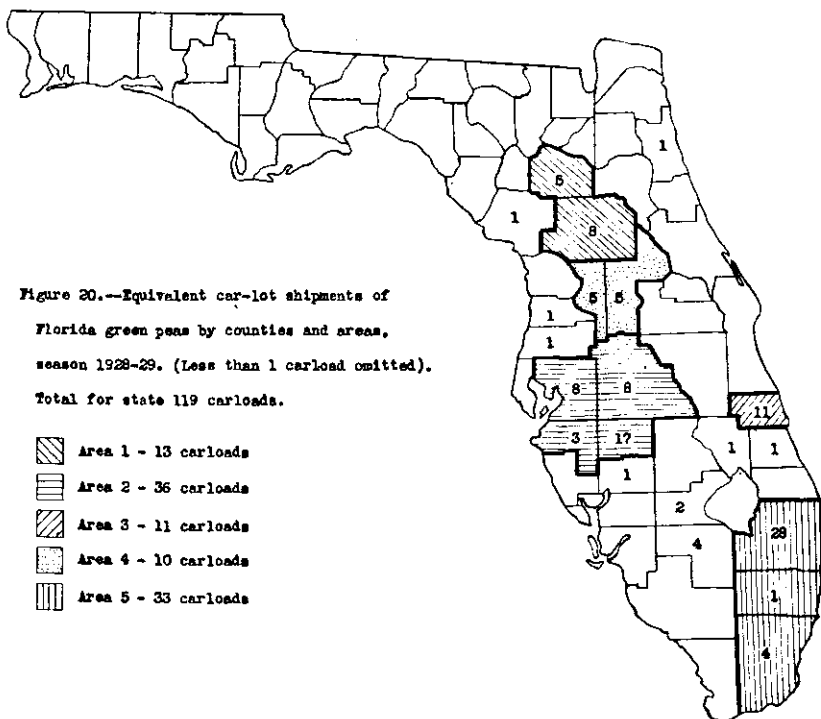 Figure 20.--Equivalent car-lot shipments of
Florida green peas by counties and areas,
season 1928-29. (Less than 1 carload omitted).
Total for state 119 carloads.
Area 1 - 13 carloads
Area 2 - 36 carloads
Area 3 - 11 carloads
Area 4 - 10 carloads
Area 5 - 33 carloads
1
5
1
8
5 5
1
1
8 8
11
3 17 1 1
1
2
28
4
1
4